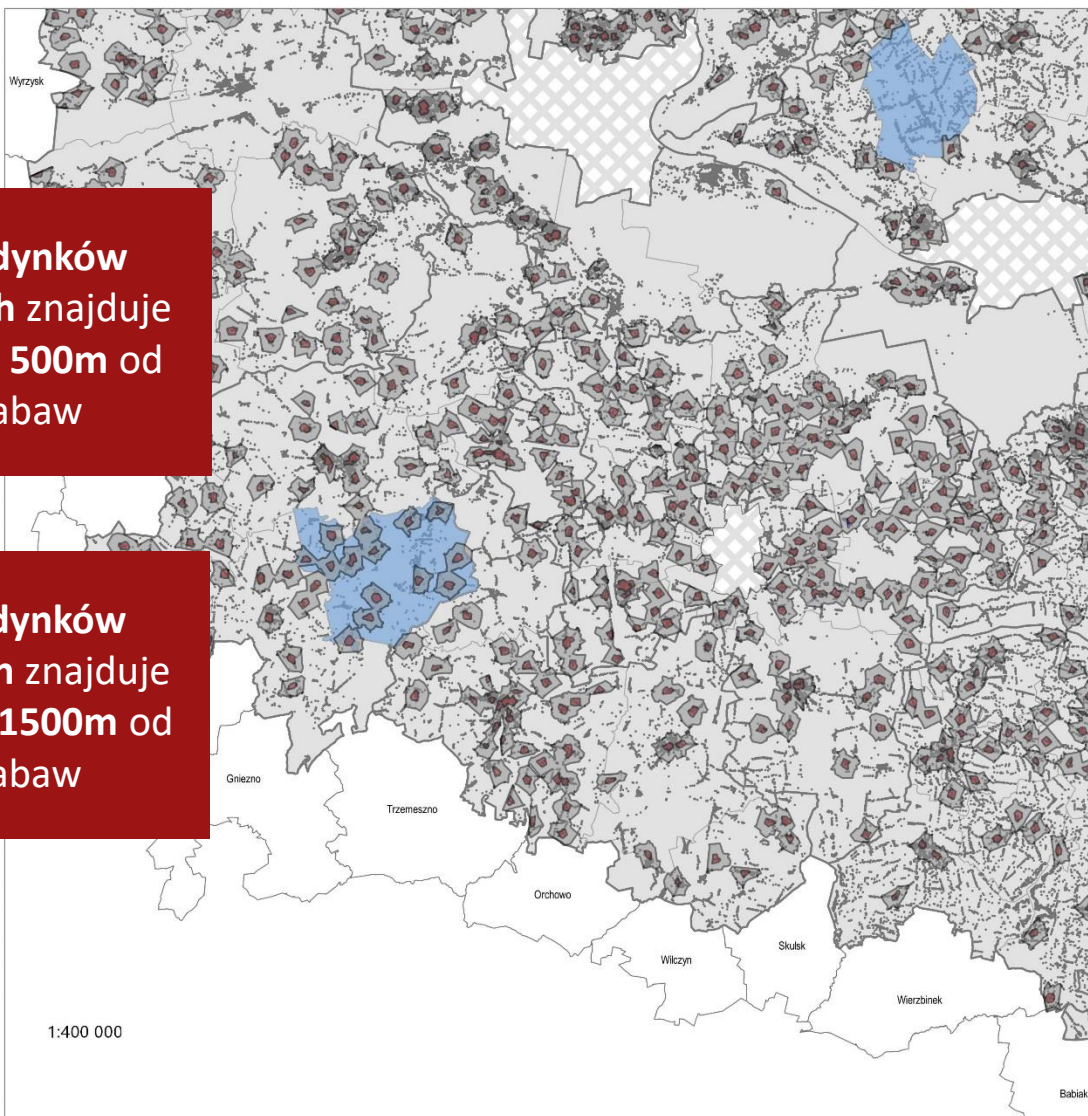 Wyrzysk
dynków
h znajduje
500m od
abaw
dynków
h znajduje
1500m od
abaw
Gniezno
Trzemeszno
Orchowo
Wilczyn
Skulsk
Wierzbinek
1:400 000
Babiak